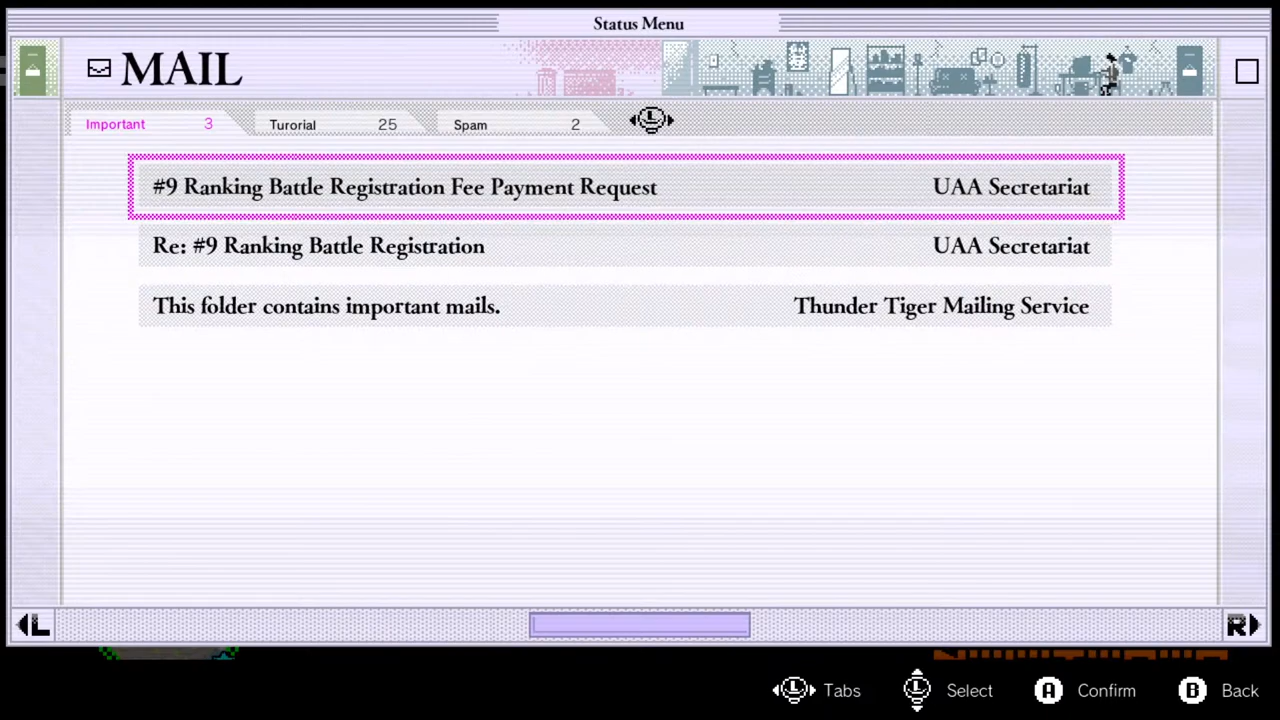 Status Menu
MAIL
Important 3
Turorial 25
Spam 2
L
#9 Ranking Battle Registration Fee Payment Request UAA Secretariat
Re: #9 Ranking Battle Registration UAA Secretariat
This folder contains important mails. Thunder Tiger Mailing Service
L R
L Tabs L Select A Confirm B Back